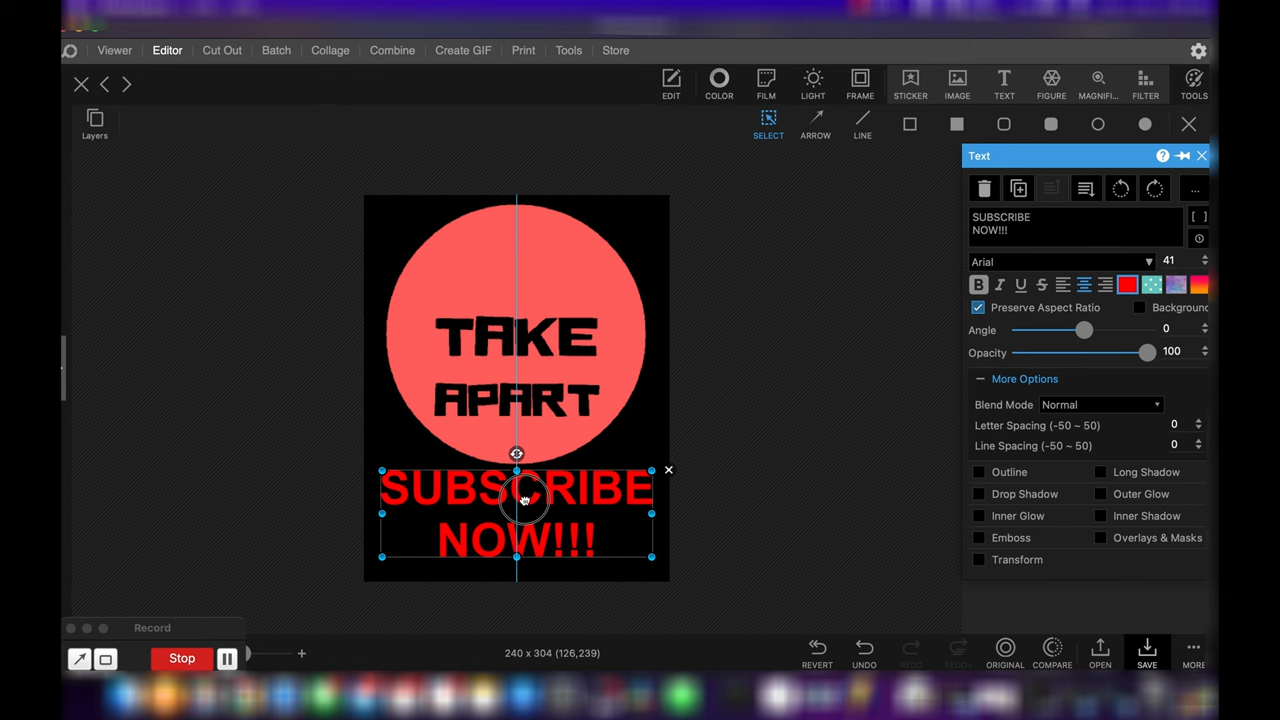 Viewer Editor Cut Out Batch Collage Combine Create GIF Print Tools Store
EDIT COLOR FILM LIGHT FRAME STICKER IMAGE TEXT FIGURE MAGNIFI... FILTER TOOLS
Layers
SELECT ARROW LINE
Text
...
SUBSCRIBE
NOW!!!
Arial 41
B I U S
Preserve Aspect Ratio Background
Angle 0
Opacity 100
More Options
Blend Mode Normal
Letter Spacing (-50 ~ 50) 0
Line Spacing (-50 ~ 50) 0
Outline Long Shadow
Drop Shadow Outer Glow
Inner Glow Inner Shadow
Emboss Overlays & Masks
Transform
TAKE
APART
SUBSCRIBE
NOW!!!
Record
Stop
240 x 304 (126,239)
REVERT UNDO REDO REDO+ ORIGINAL COMPARE OPEN SAVE MORE